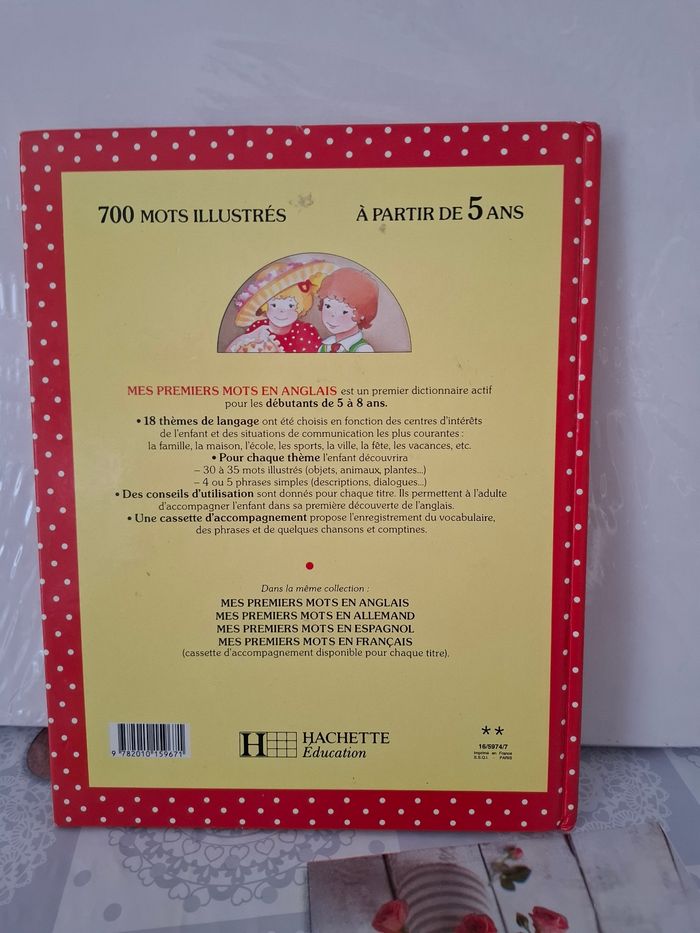 700 MOTS ILLUSTRÉS
À PARTIR DE 5 ANS
MES PREMIERS MOTS EN ANGLAIS est un premier dictionnaire actif
pour les débutants de 5 à 8 ans.
• 18 thèmes de langage ont été choisis en fonction des centres d'intérêts
de l'enfant et des situations de communication les plus courantes :
la famille, la maison, l'école, les sports, la ville, la fête, les vacances, etc.
• Pour chaque thème l'enfant découvrira
– 30 à 35 mots illustrés (objets, animaux, plantes...)
– 4 ou 5 phrases simples (descriptions, dialogues...)
• Des conseils d'utilisation sont donnés pour chaque titre. Ils permettent à l'adulte
d'accompagner l'enfant dans sa première découverte de l'anglais.
• Une cassette d'accompagnement propose l'enregistrement du vocabulaire,
des phrases et de quelques chansons et comptines.
Dans la même collection :
MES PREMIERS MOTS EN ANGLAIS
MES PREMIERS MOTS EN ALLEMAND
MES PREMIERS MOTS EN ESPAGNOL
MES PREMIERS MOTS EN FRANÇAIS
(cassette d'accompagnement disponible pour chaque titre).
9 782010 159671
H HACHETTE
Éducation
**
16/5974/7
Imprimé en France
S.S.Q.I. - PARIS